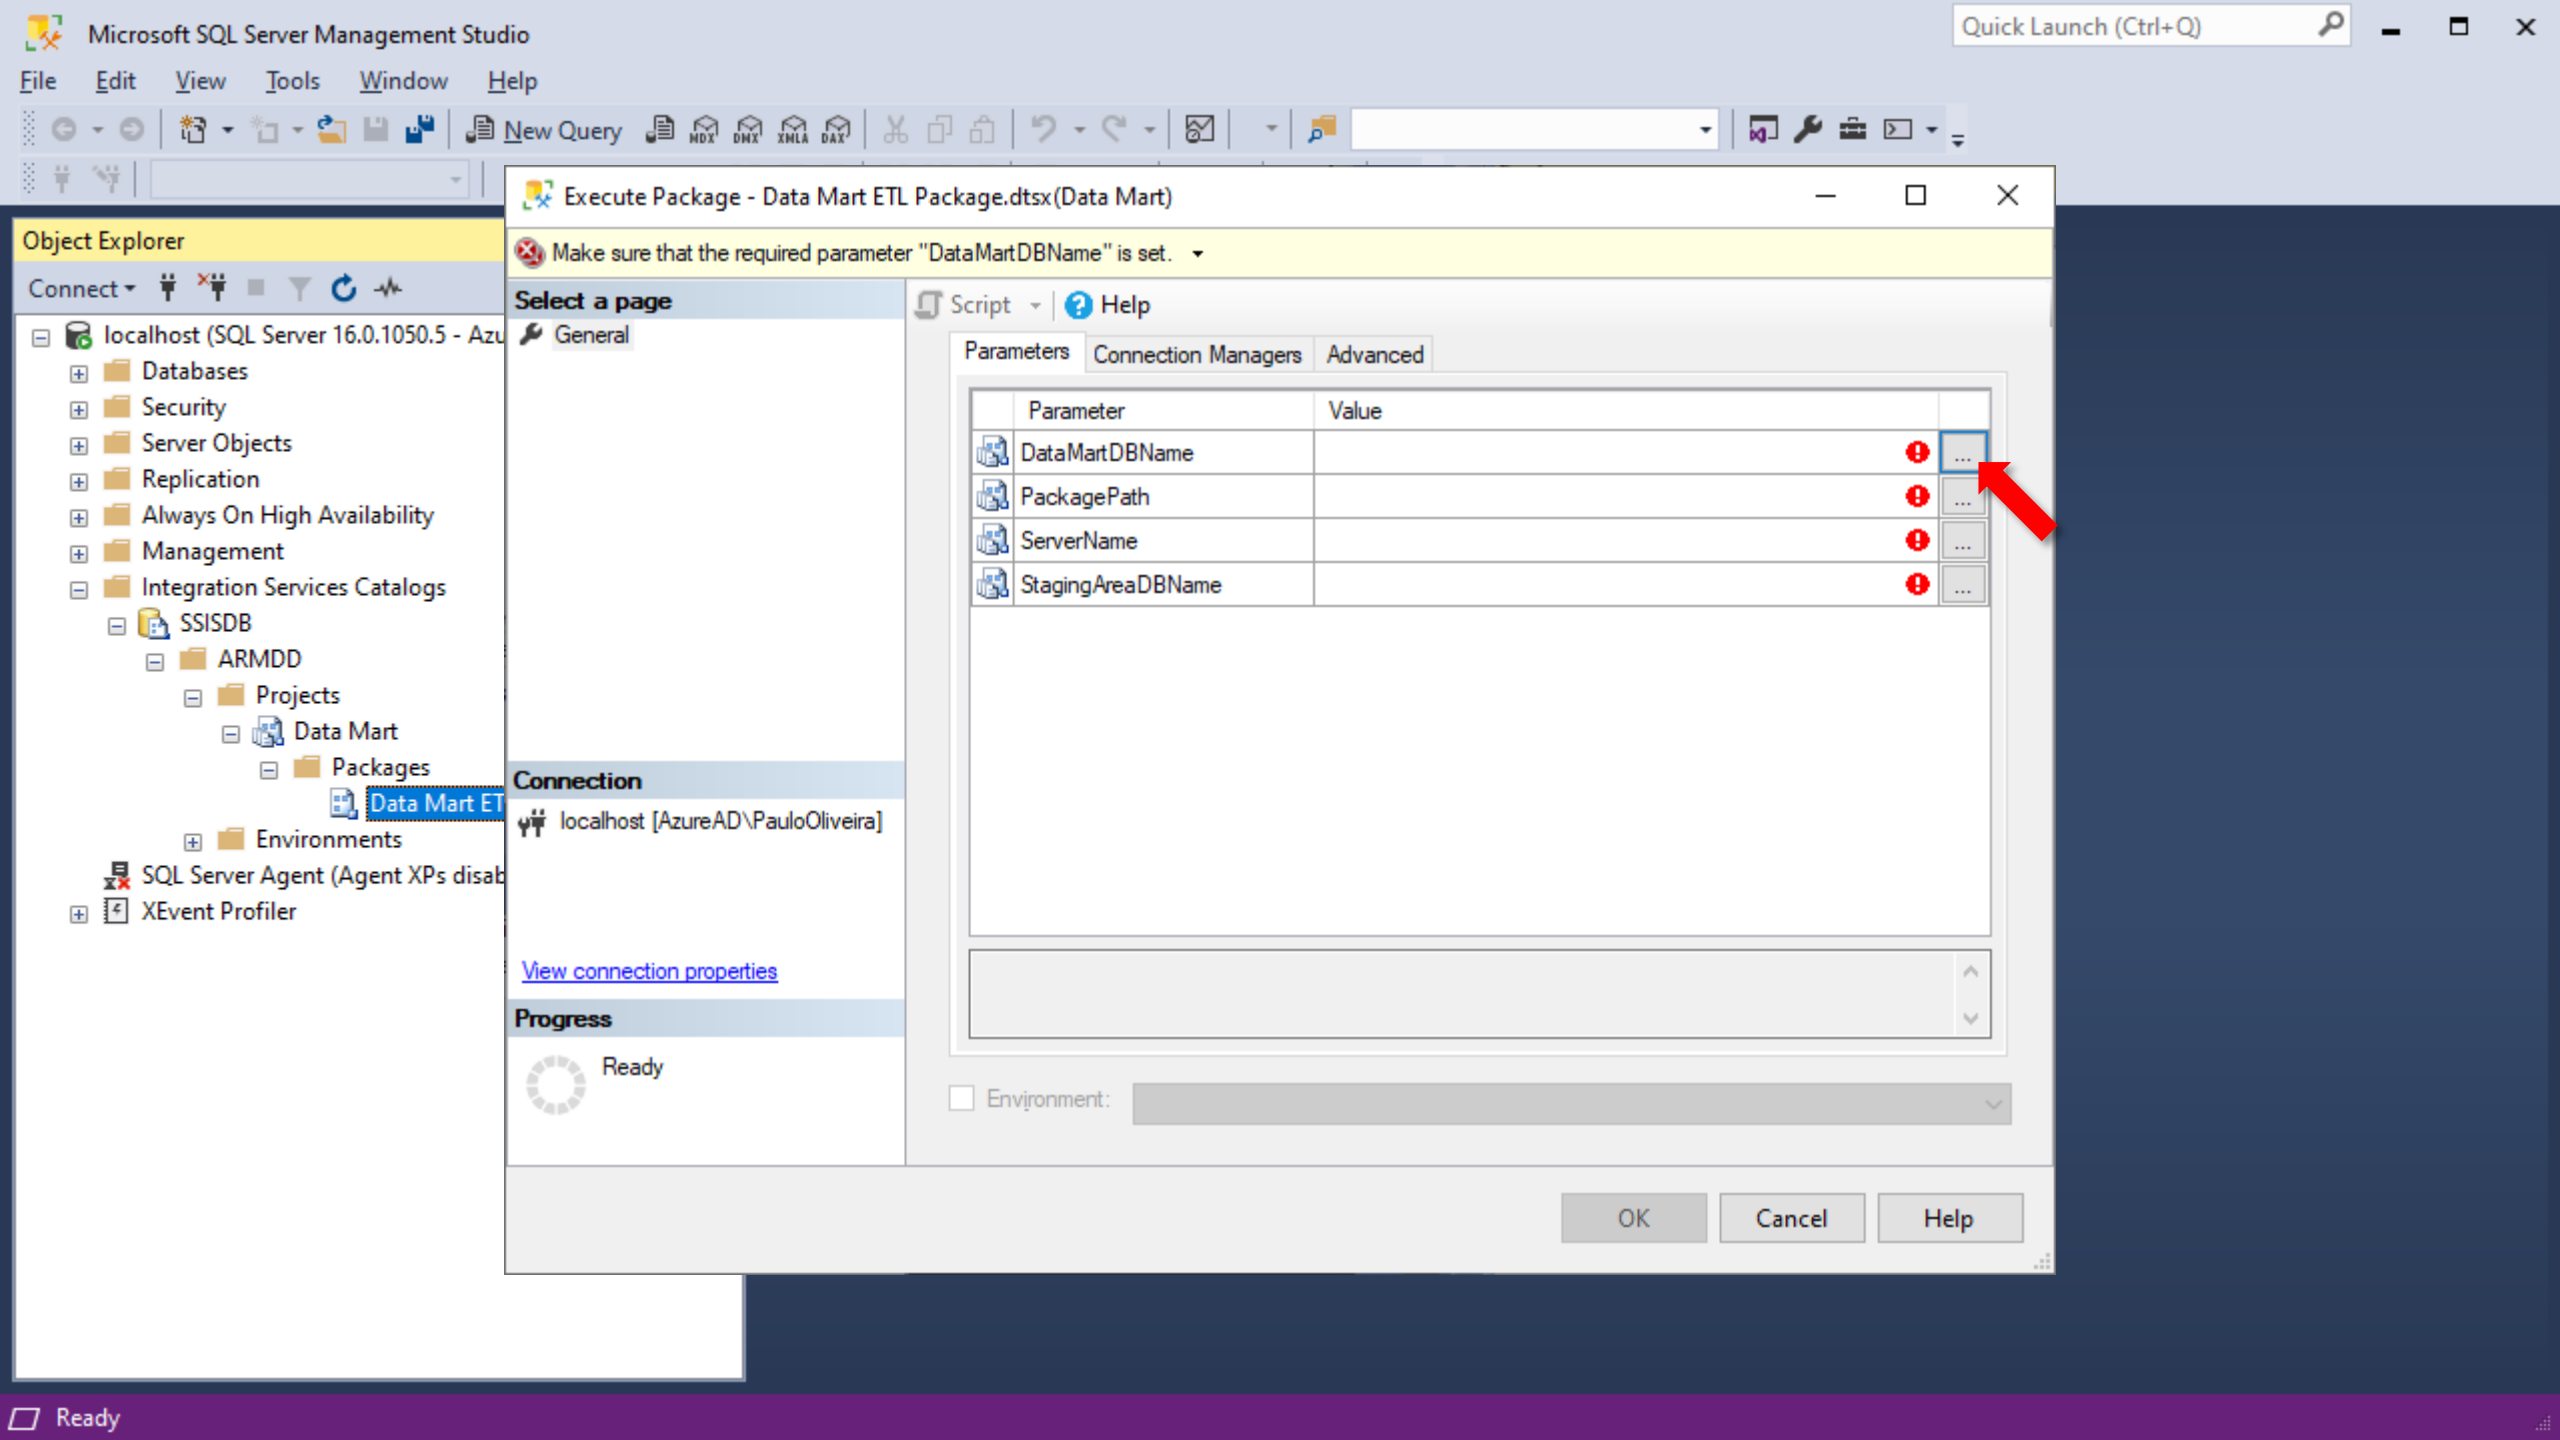 Microsoft SQL Server Management Studio
Quick Launch (Ctrl+Q)
File Edit View Tools Window Help
New Query MDX DMX XMLA DAX
Execute Package - Data Mart ETL Package.dtsx(Data Mart)
Make sure that the required parameter "DataMartDBName" is set.
Object Explorer
Connect
localhost (SQL Server 16.0.1050.5 - Azu
Databases
Security
Server Objects
Replication
Always On High Availability
Management
Integration Services Catalogs
SSISDB
ARMDD
Projects
Data Mart
Packages
Data Mart ET
Environments
SQL Server Agent (Agent XPs disab
XEvent Profiler
Select a page
General
Connection
localhost [AzureAD\PauloOliveira]
View connection properties
Progress
Ready
Script Help
Parameters Connection Managers Advanced
Parameter Value
DataMartDBName ...
PackagePath ...
ServerName ...
StagingAreaDBName ...
Environment:
OK Cancel Help
Ready